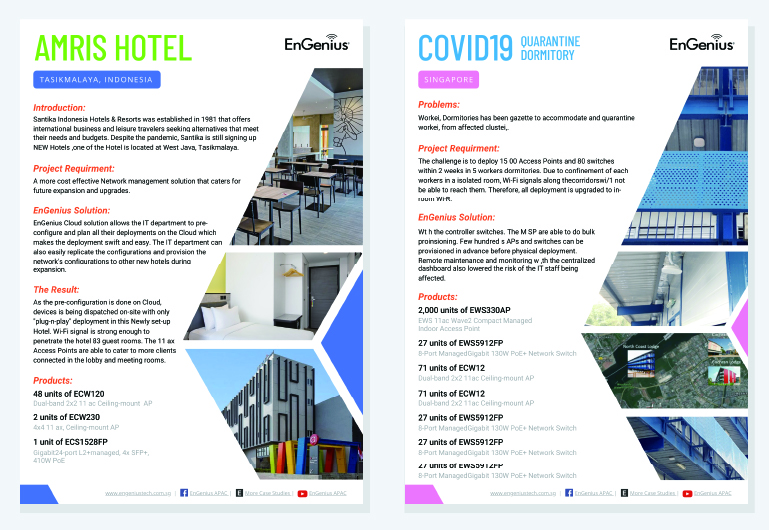 AMRIS HOTEL
EnGenius
TASIKMALAYA, INDONESIA
Introduction:
Santika Indonesia Hotels & Resorts was established in 1981 that offers
international business and leisure travelers seeking alternatives that meet
their needs and budgets. Despite the pandemic, Santika is still signing up
NEW Hotels ,one of the Hotel is located at West Java, Tasikmalaya.
Project Requirment:
A more cost effective Network management solution that caters for
future expansion and upgrades.
EnGenius Solution:
EnGenius Cloud solution allows the IT department to pre-
configure and plan all their deployments on the Cloud which
makes the deployment swift and easy. The IT department can
also easily replicate the configurations and provision the
network's configurations to other new hotels during
expansion.
The Result:
As the pre-configuration is done on Cloud,
devices is being dispatched on-site with only
"plug-n-play" deployment in this Newly set-up
Hotel. Wi-Fi signal is strong enough to
penetrate the hotel 83 guest rooms. The 11 ax
Access Points are able to cater to more clients
connected in the lobby and meeting rooms.
Products:
48 units of ECW120
Dual-band 2x2 11 ac Ceiling-mount AP
2 units of ECW230
4x4 11 ax, Ceiling-mount AP
1 unit of ECS1528FP
Gigabit24-port L2+managed, 4x SFP+,
410W PoE
www.engeniustech.com.sg | EnGenius APAC | More Case Studies | EnGenius APAC
COVID19 QUARANTINE
DORMITORY
EnGenius
SINGAPORE
Problems:
Workei, Dormitories has been gazette to accommodate and quarantine
workei, from affected clustei,.
Project Requirment:
The challenge is to deploy 15 00 Access Points and 80 switches
within 2 weeks in 5 workers dormitories. Due to confinement of each
workers in a isolated room, Wi-Fi signals along thecondorswi/1 not
be able to reach them. Therefore, all deployment is upgraded to in-
room WI-FI.
EnGenius Solution:
Wt h the controller switches. The M SP are able to do bulk
proinsioning. Few hundred s APs and switches can be
provisioned in advance before physical deployment.
Remote maintenance and monitoring w ,th the centralized
dashboard also lowered the risk of the IT staff being
affected.
Products:
2,000 units of EWS330AP
EWS 11ac Wave2 Compact Managed
Indoor Access Point
27 units of EWS5912FP
8-Port ManagedGigabit 130W PoE+ Network Switch
71 units of ECW12
Dual-band 2x2 11ac Ceiling-mount AP
71 units of ECW12
Dual-band 2x2 11ac Ceiling-mount AP
27 units of EWS5912FP
8-Port ManagedGigabit 130W PoE+ Network Switch
27 units of EWS5912FP
8-Port ManagedGigabit 130W PoE+ Network Switch
27 units of EWS5912FP
8-Port ManagedGigabit 130W PoE+ Network Switch
North Coast Lodge
www.engeniustech.com.sg | EnGenius APAC | More Case Studies | EnGenius APAC